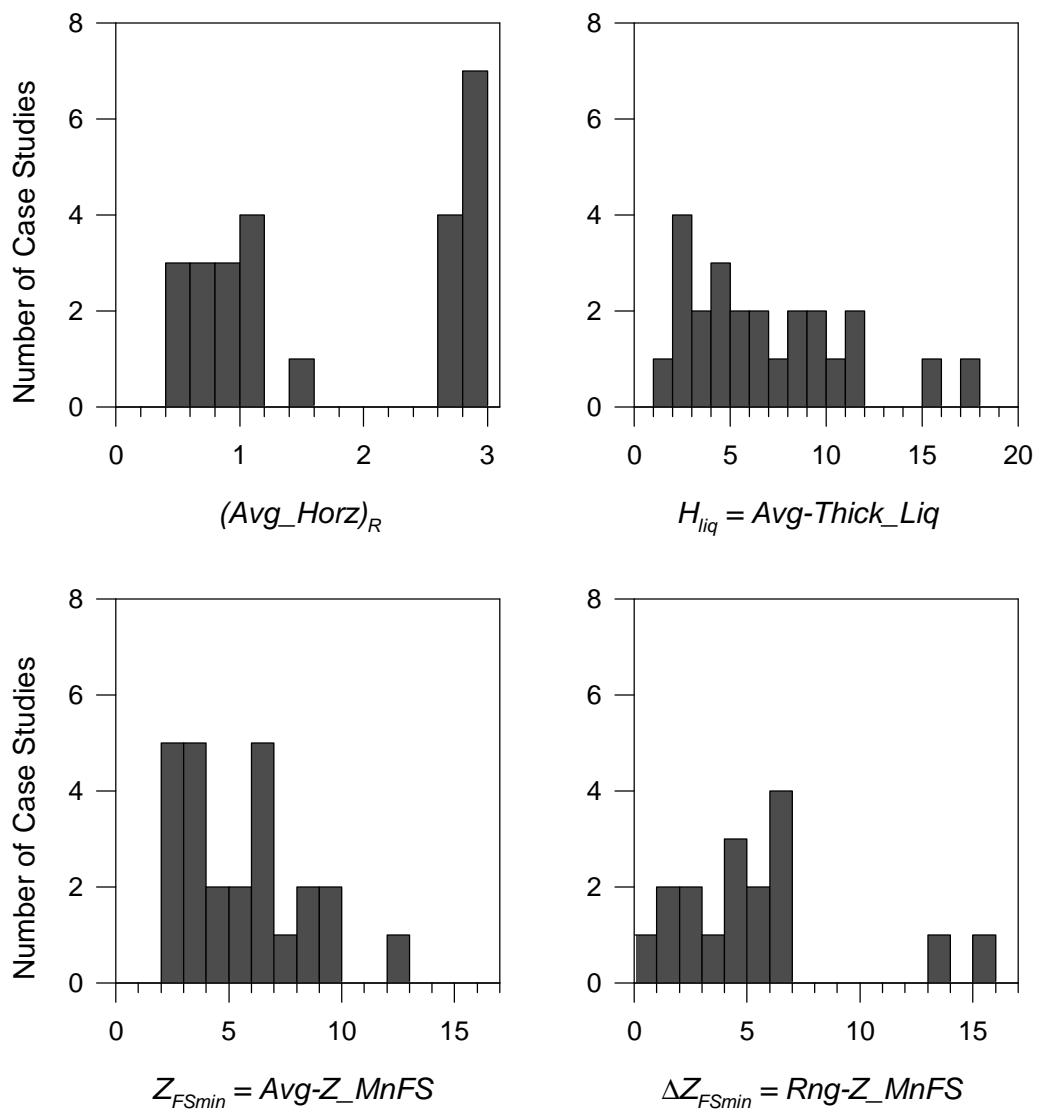 8
6
4
2
0
Number of Case Studies
0 1 2 3
(Avg_Horz)R
8
6
4
2
0
0 5 10 15 20
Hliq = Avg-Thick_Liq
8
6
4
2
0
Number of Case Studies
0 5 10 15
ZFSmin = Avg-Z_MnFS
8
6
4
2
0
0 5 10 15
ΔZFSmin = Rng-Z_MnFS